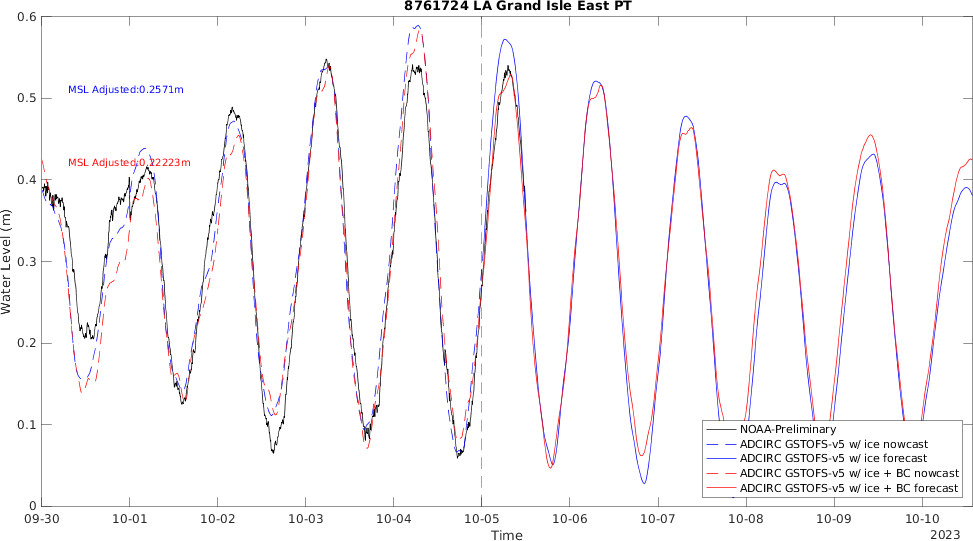 8761724 LA Grand Isle East PT
0.6
0.5
0.4
0.3
0.2
0.1
0
Water Level (m)
MSL Adjusted:0.2571m
MSL Adjusted:0.22223m
NOAA-Preliminary
ADCIRC GSTOFS-v5 w/ ice nowcast
ADCIRC GSTOFS-v5 w/ ice forecast
ADCIRC GSTOFS-v5 w/ ice + BC nowcast
ADCIRC GSTOFS-v5 w/ ice + BC forecast
09-30 10-01 10-02 10-03 10-04 10-05 10-06 10-07 10-08 10-09 10-10
Time
2023